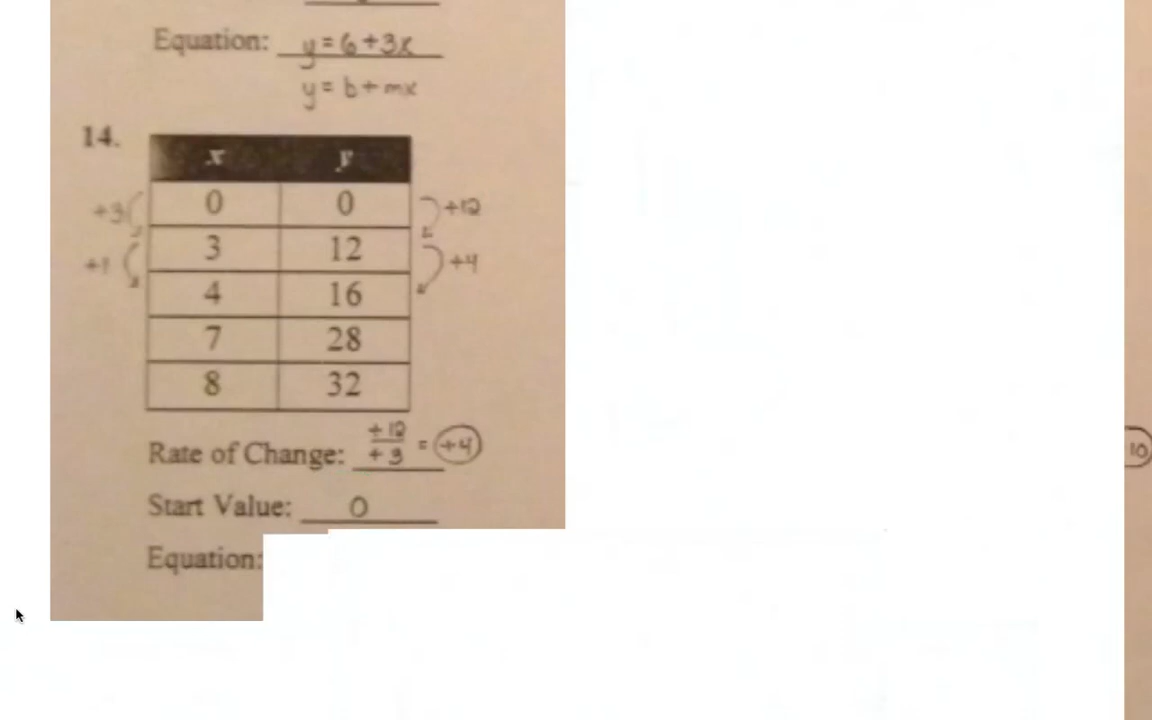 Equation: y = 6 + 3x
y = b + mx
14.
x y
0 0
+3 +12
3 12
+1 +4
4 16
7 28
8 32
Rate of Change: +12 / +3 = +4
Start Value: 0
Equation:
10